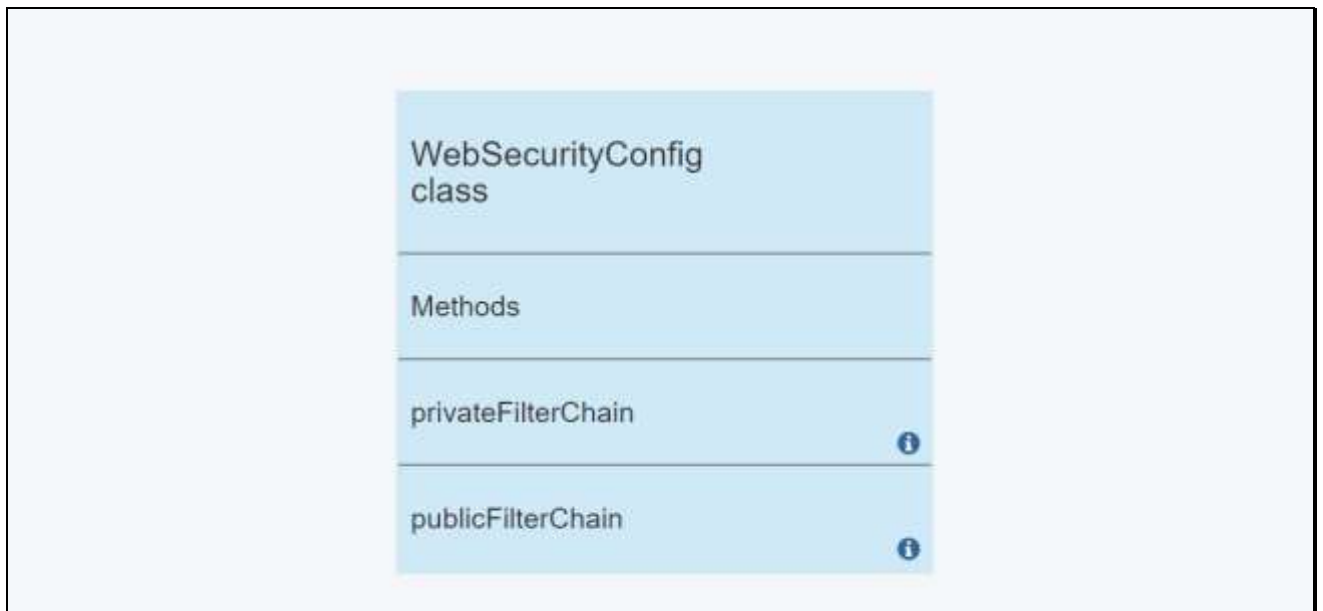 WebSecurityConfig
class
Methods
privateFilterChain
publicFilterChain